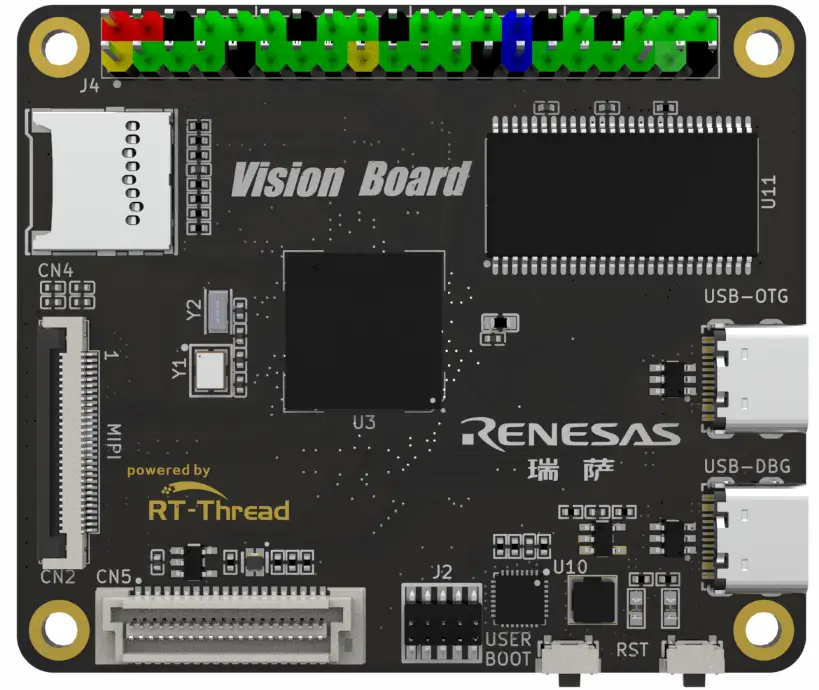 J4
Vision Board
U11
CN4
USB-OTG
Y2
Y1
1
U3
MIPI
RENESAS
瑞 萨
powered by
RT-Thread
USB-DBG
CN2
CN5
J2
U10
USER
BOOT
RST